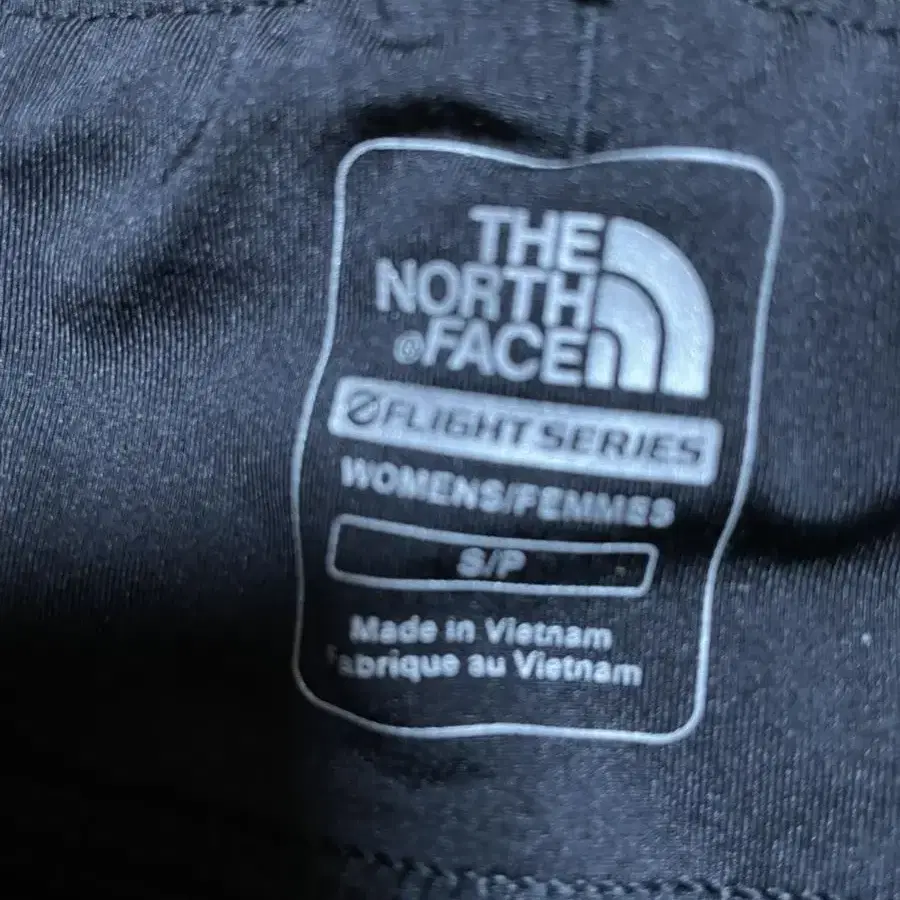 THE
NORTH
®FACE
FLIGHT SERIES
WOMENS/FEMMES
S/P
Made in Vietnam
Fabrique au Vietnam